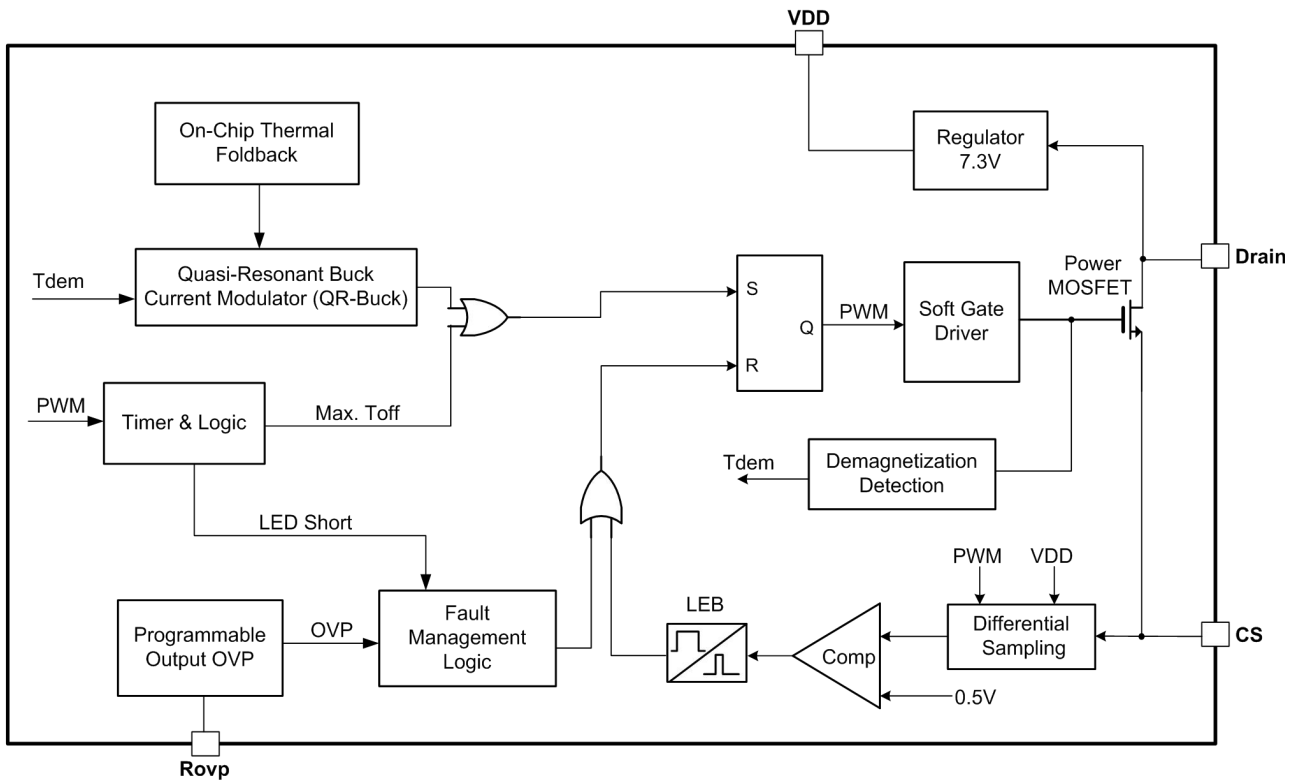 VDD
On-Chip Thermal
Foldback
Regulator
7.3V
Tdem
Quasi-Resonant Buck
Current Modulator (QR-Buck)
Drain
Power
MOSFET
S
Q
R
PWM
Soft Gate
Driver
PWM
Timer & Logic
Max. Toff
Tdem
Demagnetization
Detection
LED Short
PWM
VDD
LEB
Programmable
Output OVP
OVP
Fault
Management
Logic
Comp
Differential
Sampling
CS
0.5V
Rovp